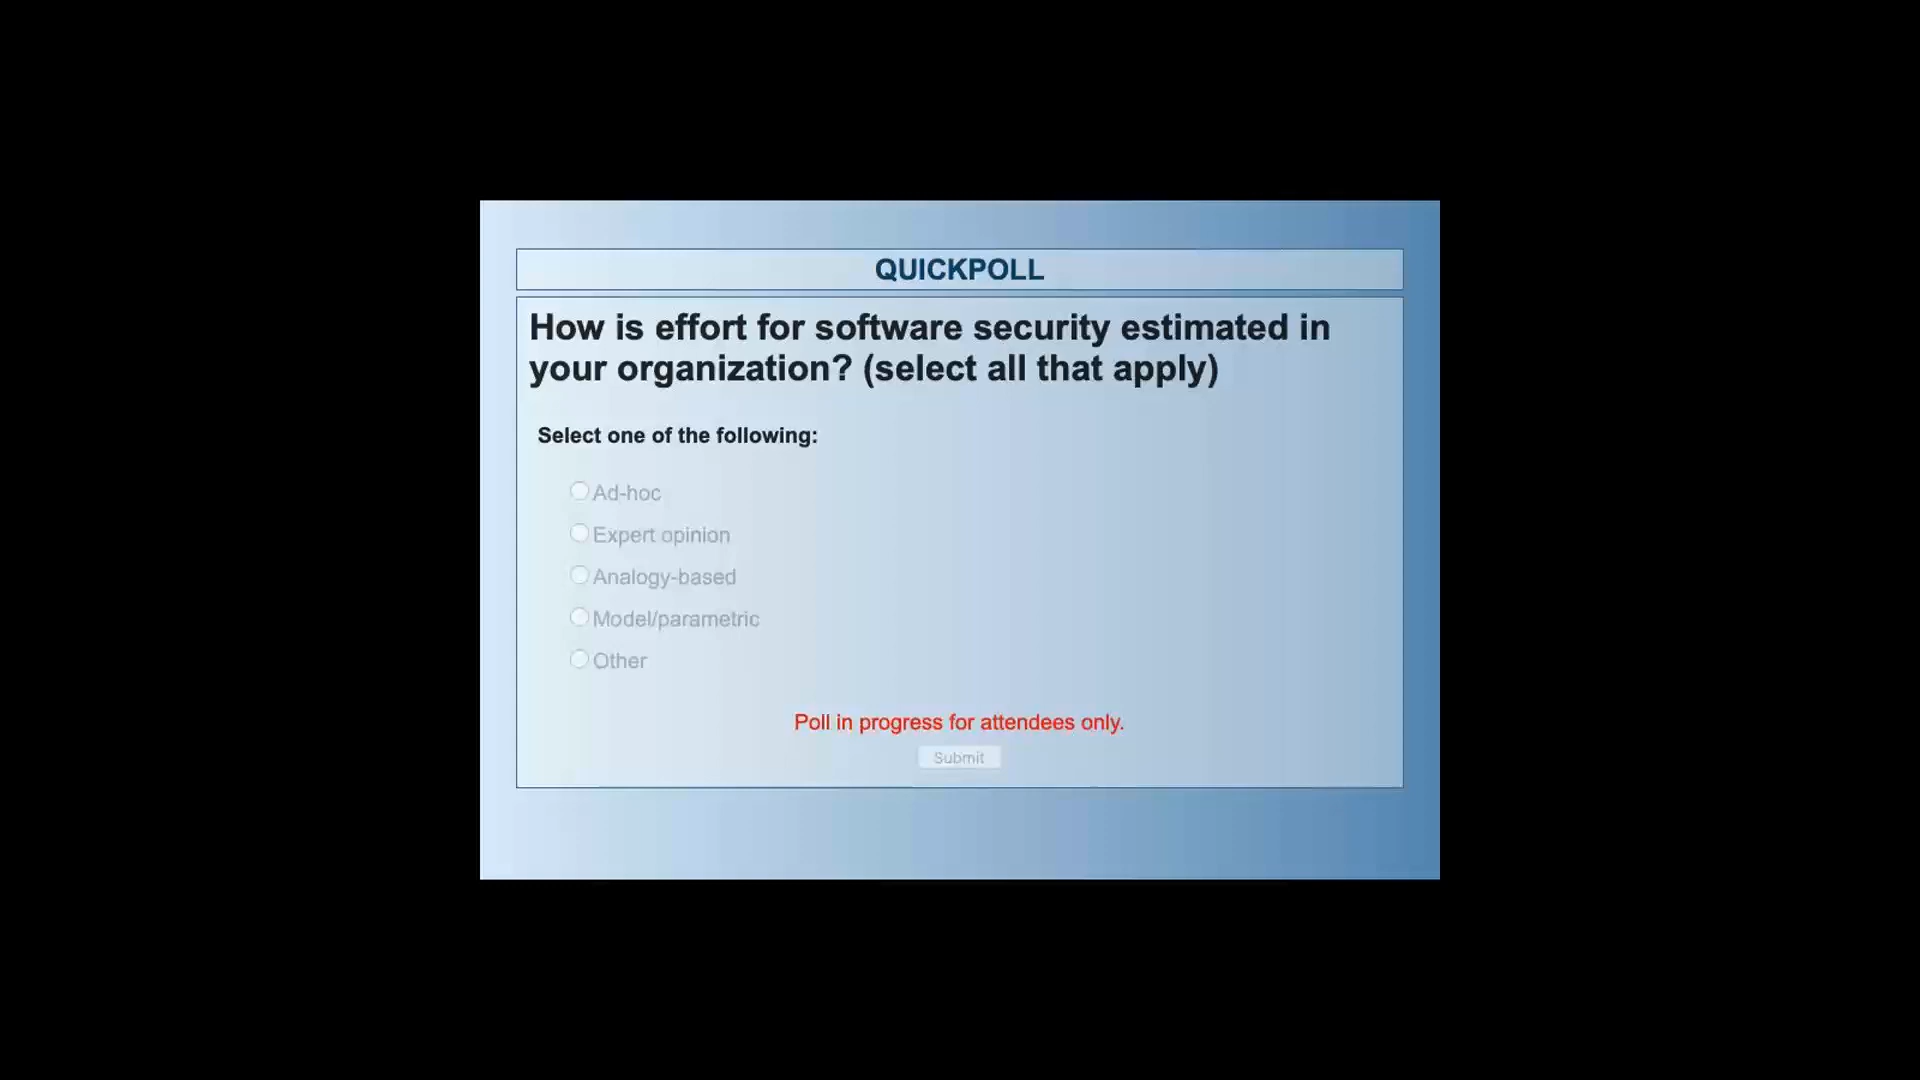 QUICKPOLL
How is effort for software security estimated in
your organization? (select all that apply)
Select one of the following:
Ad-hoc
Expert opinion
Analogy-based
Model/parametric
Other
Poll in progress for attendees only.
Submit